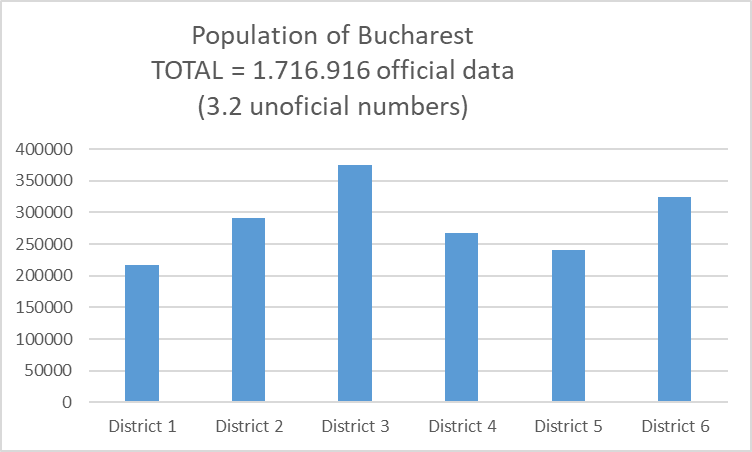 Population of Bucharest
TOTAL = 1.716.916 official data
(3.2 unoficial numbers)
400000
350000
300000
250000
200000
150000
100000
50000
0
District 1
District 2
District 3
District 4
District 5
District 6